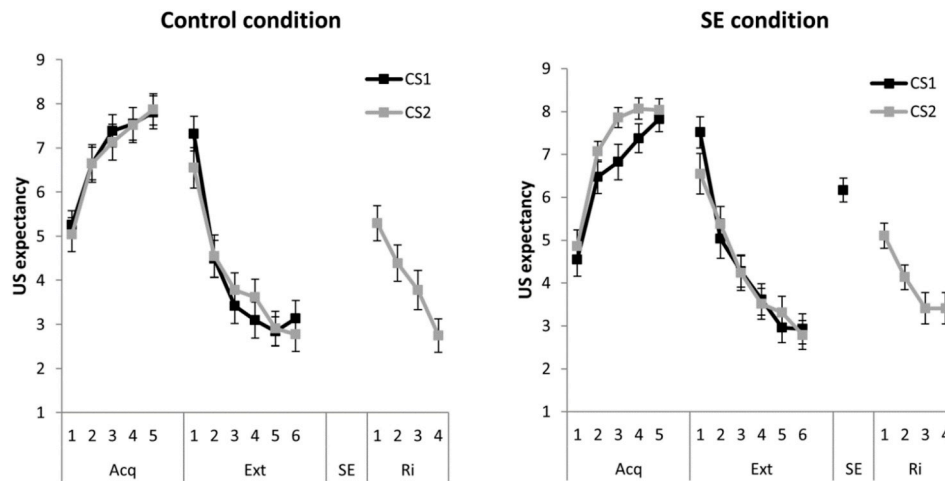 Control condition
9
8
7
6
5
4
3
2
1
US expectancy
CS1
CS2
1 2 3 4 5 1 2 3 4 5 6 1 2 3 4
Acq Ext SE Ri
SE condition
9
8
7
6
5
4
3
2
1
US expectancy
CS1
CS2
1 2 3 4 5 1 2 3 4 5 6 1 2 3 4
Acq Ext SE Ri